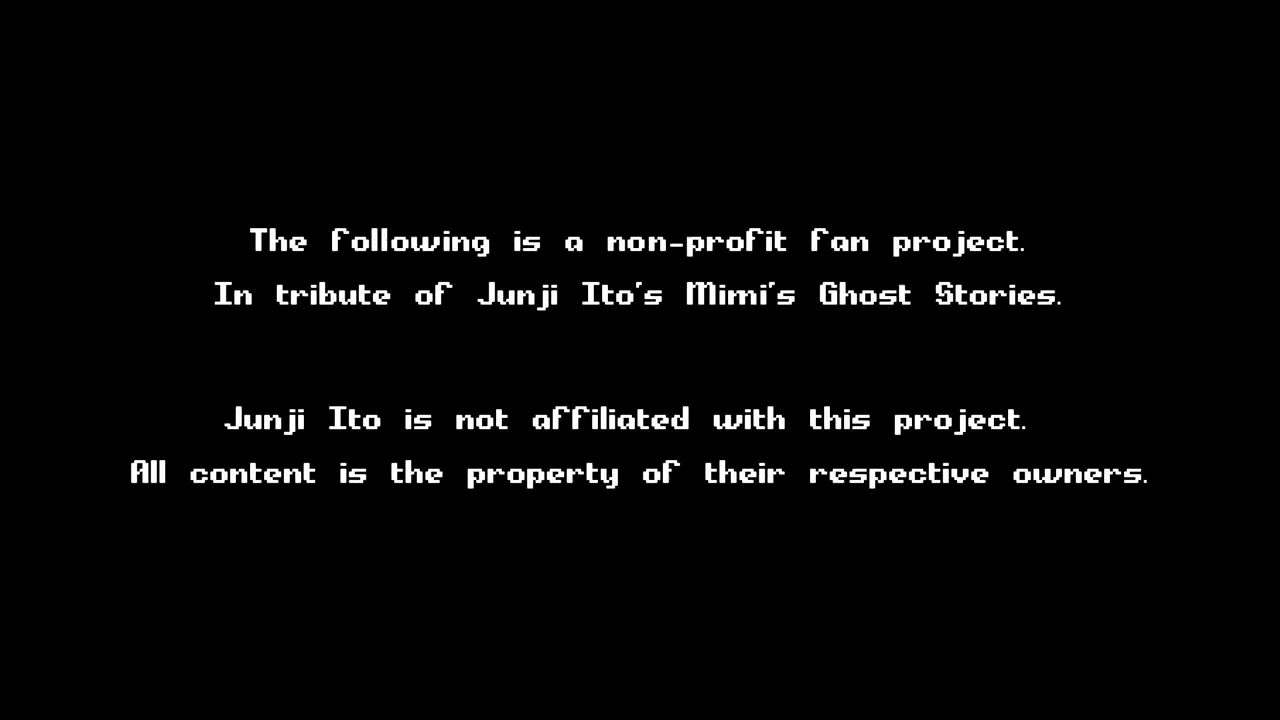 The following is a non-profit fan project.
In tribute of Junji Ito's Mimi's Ghost Stories.
Junji Ito is not affiliated with this project.
All content is the property of their respective owners.